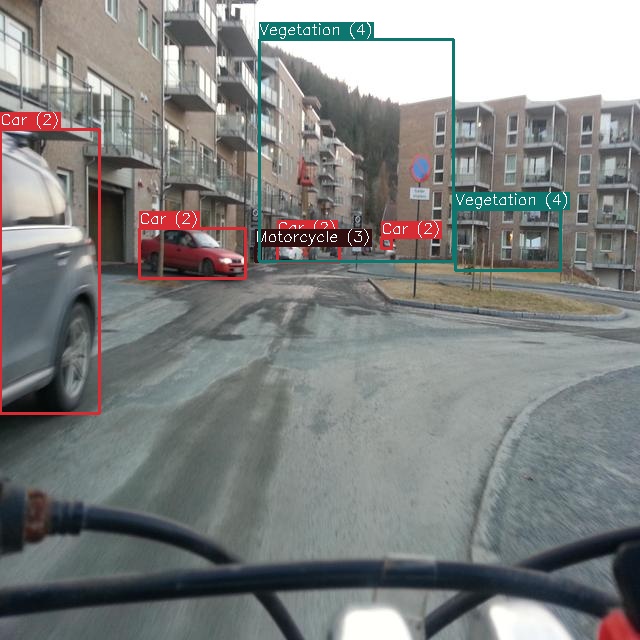 Vegetation (4)
Car (2)
Vegetation (4)
Car (2)
Car (2)
Car (2)
Motorcycle (3)